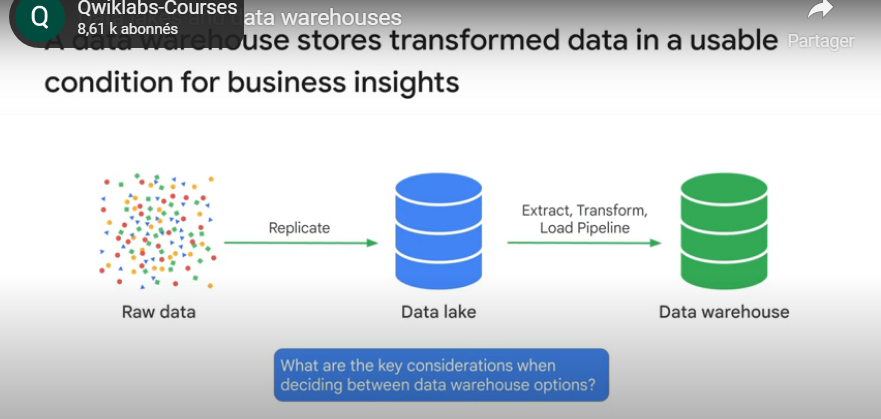 Qwiklabs-Courses
8,61 k abonnés
and data warehouses
Partager
A data warehouse stores transformed data in a usable
condition for business insights
Replicate
Extract, Transform,
Load Pipeline
Raw data
Data lake
Data warehouse
What are the key considerations when
deciding between data warehouse options?